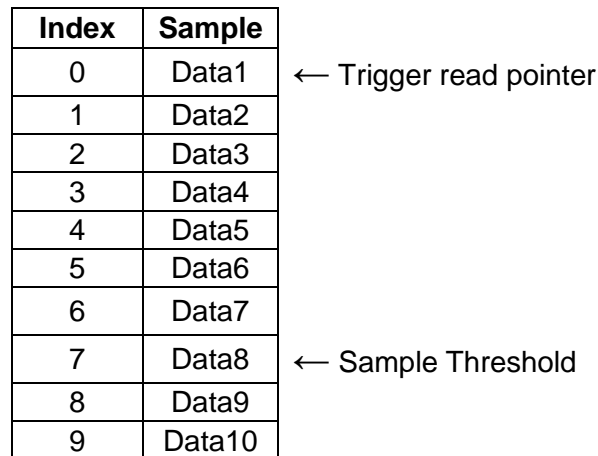 Index Sample
0 Data1 ← Trigger read pointer
1 Data2
2 Data3
3 Data4
4 Data5
5 Data6
6 Data7
7 Data8 ← Sample Threshold
8 Data9
9 Data10